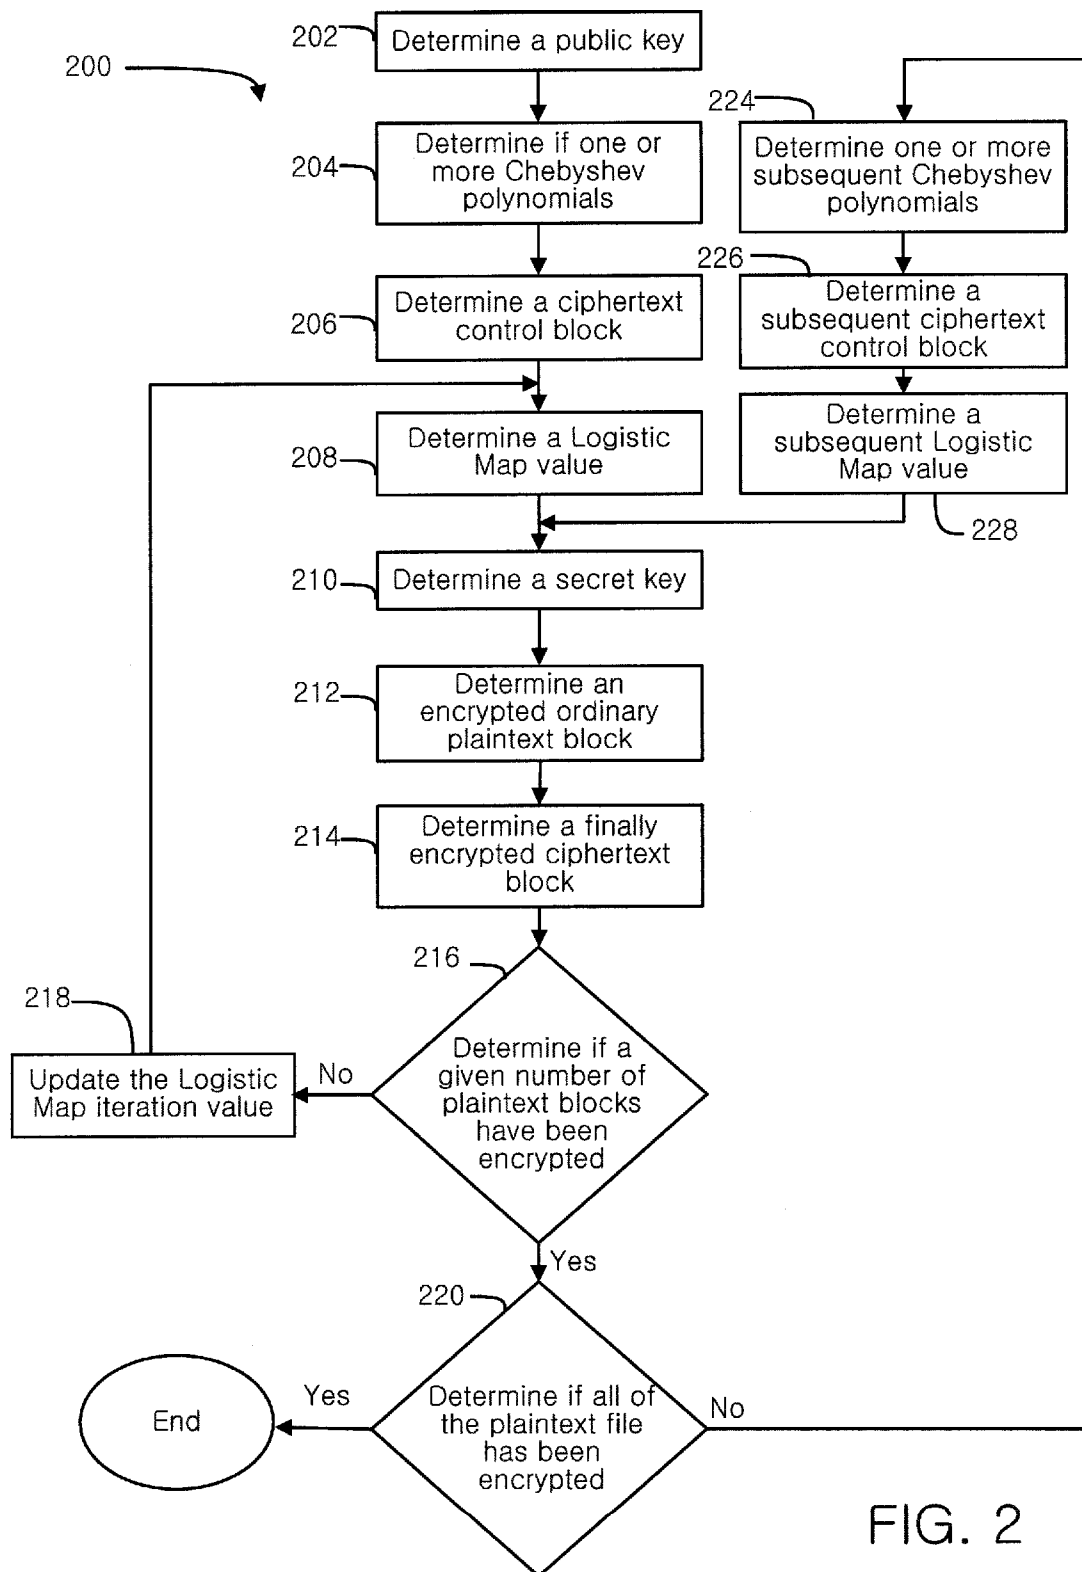 202
Determine a public key
200
204
Determine if one or
more Chebyshev
polynomials
224
Determine one or more
subsequent Chebyshev
polynomials
206
Determine a ciphertext
control block
226
Determine a
subsequent ciphertext
control block
208
Determine a Logistic
Map value
Determine a
subsequent Logistic
Map value
228
210
Determine a secret key
212
Determine an
encrypted ordinary
plaintext block
214
Determine a finally
encrypted ciphertext
block
216
Determine if a
given number of
plaintext blocks
have been
encrypted
218
Update the Logistic
Map iteration value
No
Yes
220
Determine if all of
the plaintext file
has been
encrypted
Yes
End
No
FIG. 2